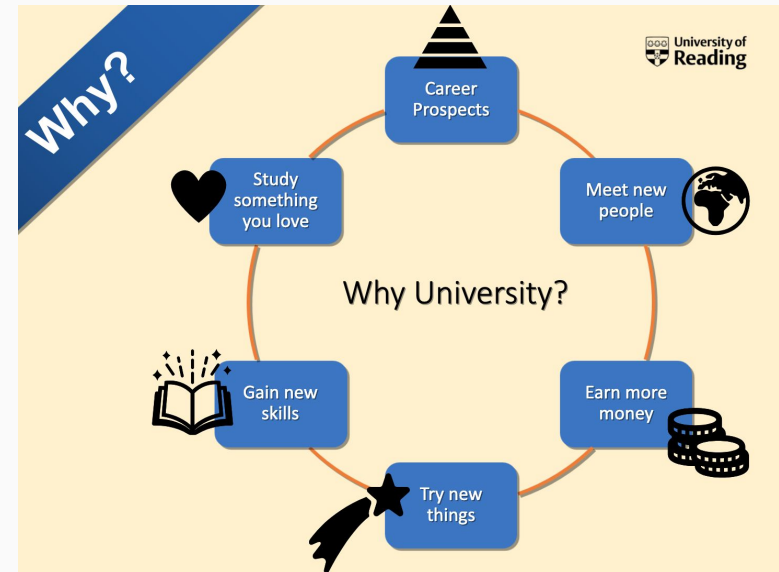 Why?
University of
Reading
Career
Prospects
Study
something
you love
Meet new
people
Why University?
Gain new
skills
Earn more
money
Try new
things